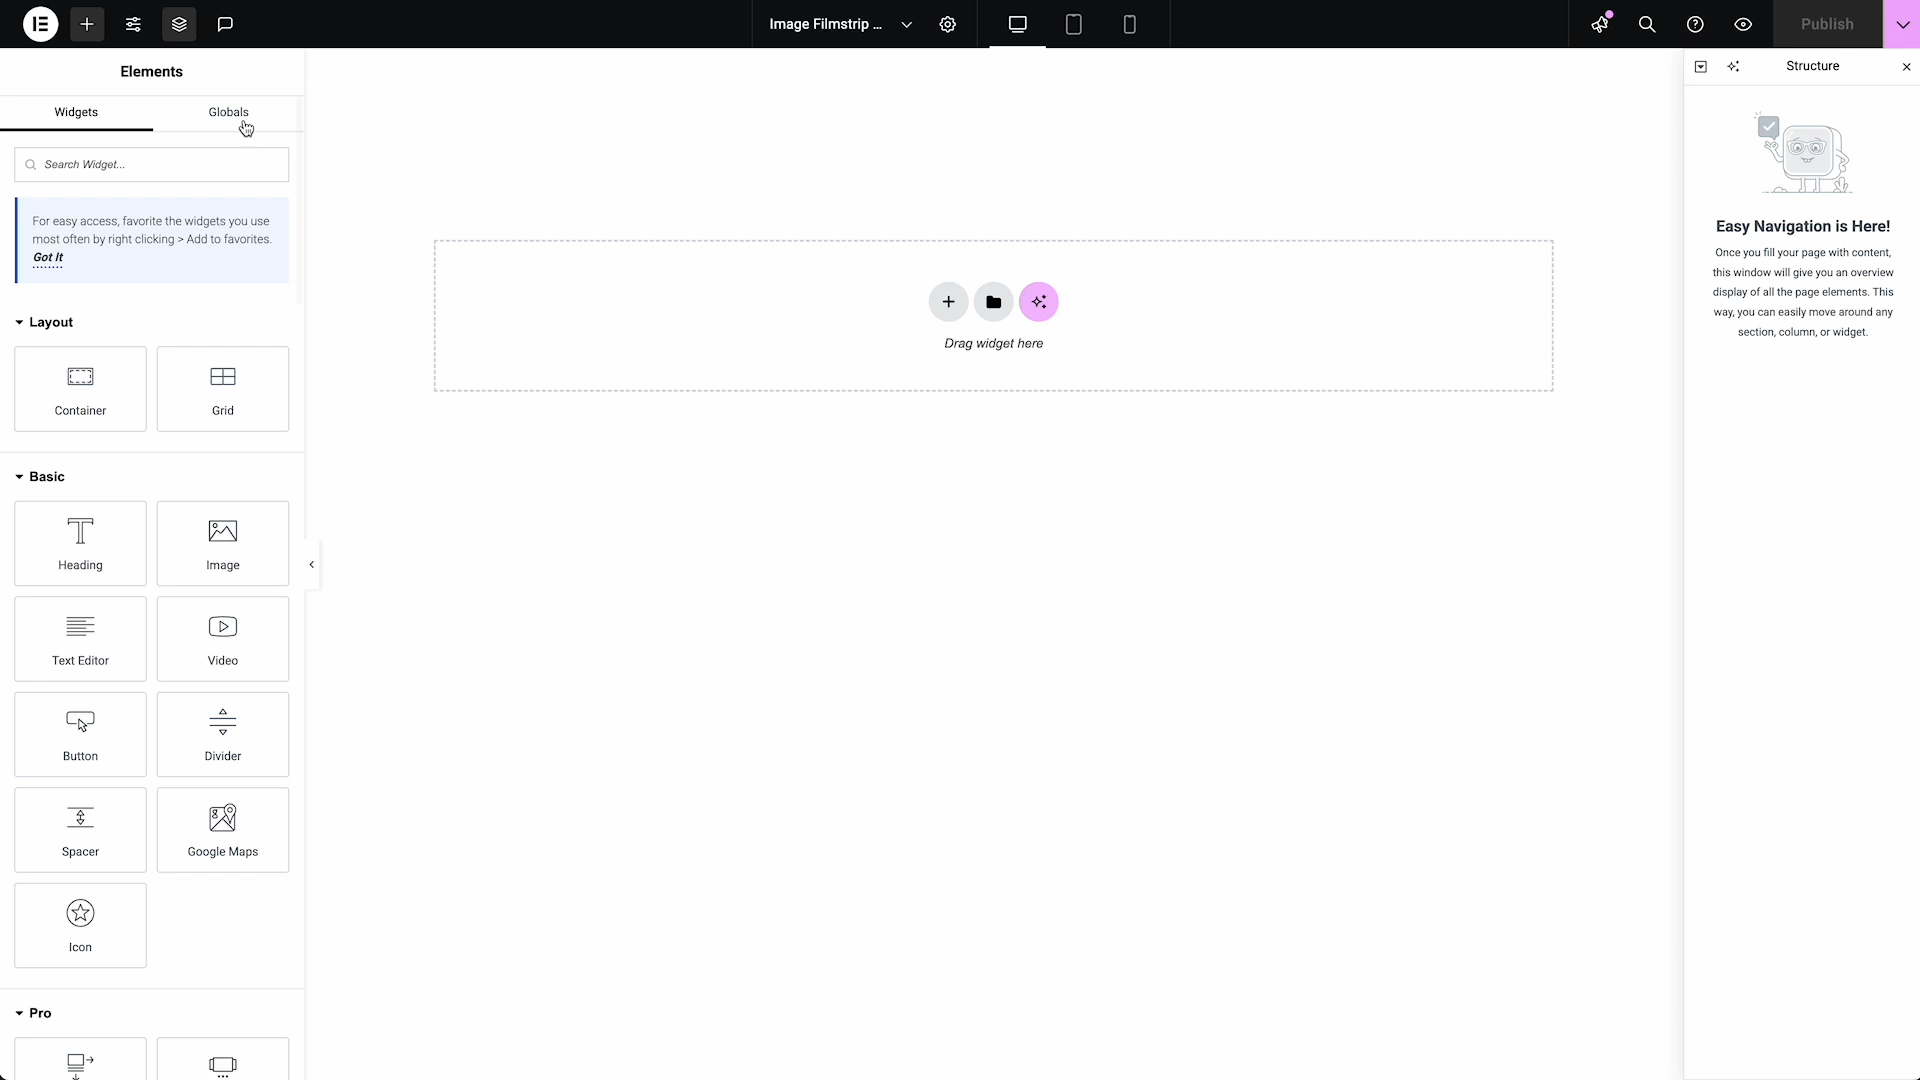 Image Filmstrip ...
Publish
Elements
Widgets
Globals
Search Widget...
For easy access, favorite the widgets you use
most often by right clicking > Add to favorites.
Got It
Layout
Container
Grid
Basic
Heading
Image
Text Editor
Video
Button
Divider
Spacer
Google Maps
Icon
Pro
Drag widget here
Structure
Easy Navigation is Here!
Once you fill your page with content,
this window will give you an overview
display of all the page elements. This
way, you can easily move around any
section, column, or widget.